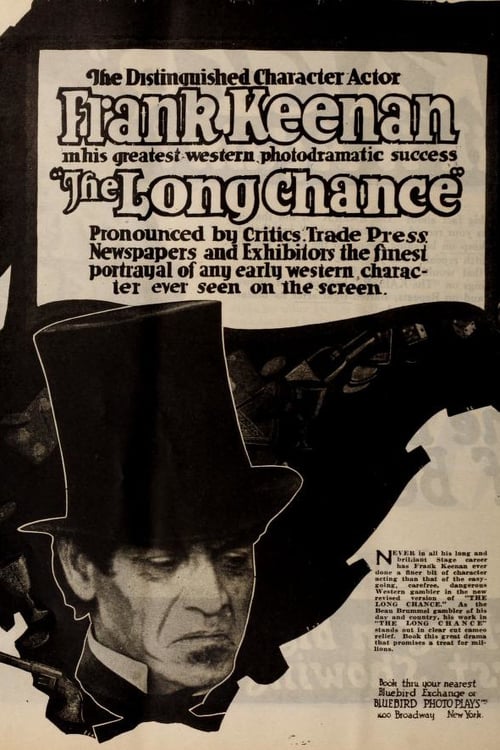 The Distinguished Character Actor
Frank Keenan
in his greatest western photodramatic success
"The Long Chance"
Pronounced by Critics, Trade Press
Newspapers and Exhibitors the finest
portrayal of any early western charac-
ter ever seen on the screen.
NEVER in all his long and
brilliant Stage career
has Frank Keenan ever
done a finer bit of character
acting than that of the easy-
going, carefree, dangerous
Western gambler in the new
revised version of "THE
LONG CHANCE." As the
Beau Brummel gambler of his
day and country, his work in
"THE LONG CHANCE"
stands out in clear cut cameo
relief. Book this great drama
that promises a treat for mil-
lions.
Book thru your nearest
Bluebird Exchange or
BLUEBIRD PHOTOPLAYS
1600 Broadway New York.